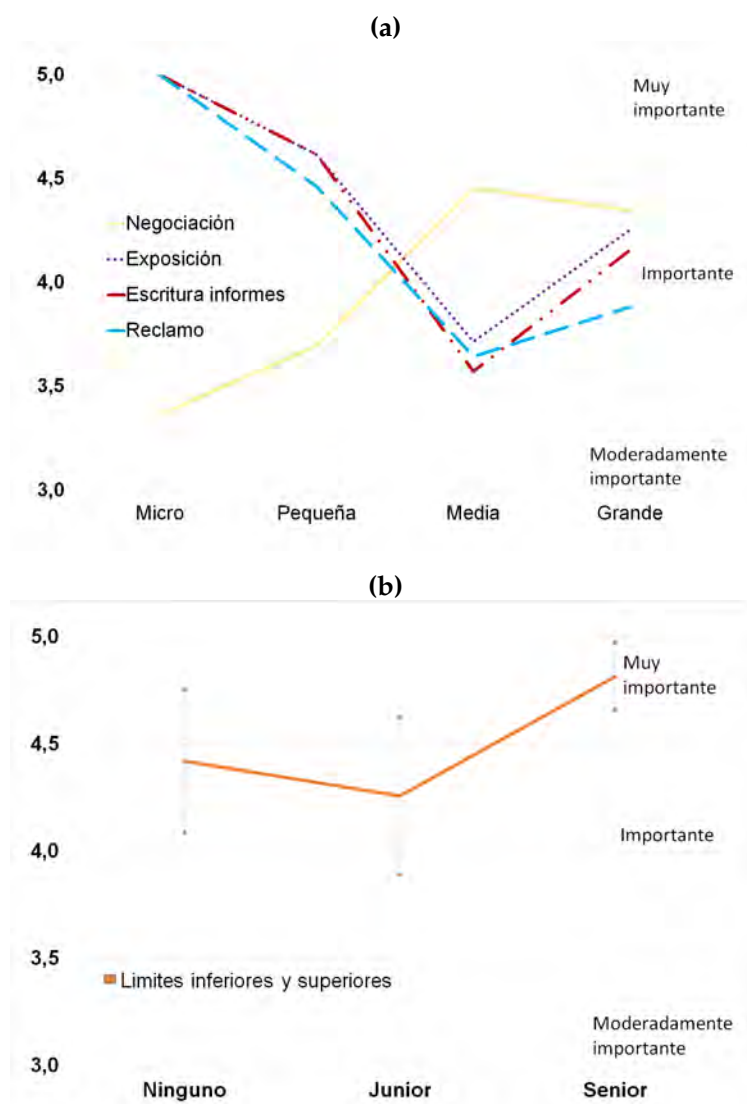 (a)
5,0
Muy
importante
4,5
Negociación
Exposición
4,0
Importante
Escritura informes
Reclamo
3,5
Moderadamente
importante
3,0
Micro Pequeña Media Grande
(b)
5,0
Muy
importante
4,5
4,0
Importante
3,5
Limites inferiores y superiores
Moderadamente
importante
3,0
Ninguno Junior Senior